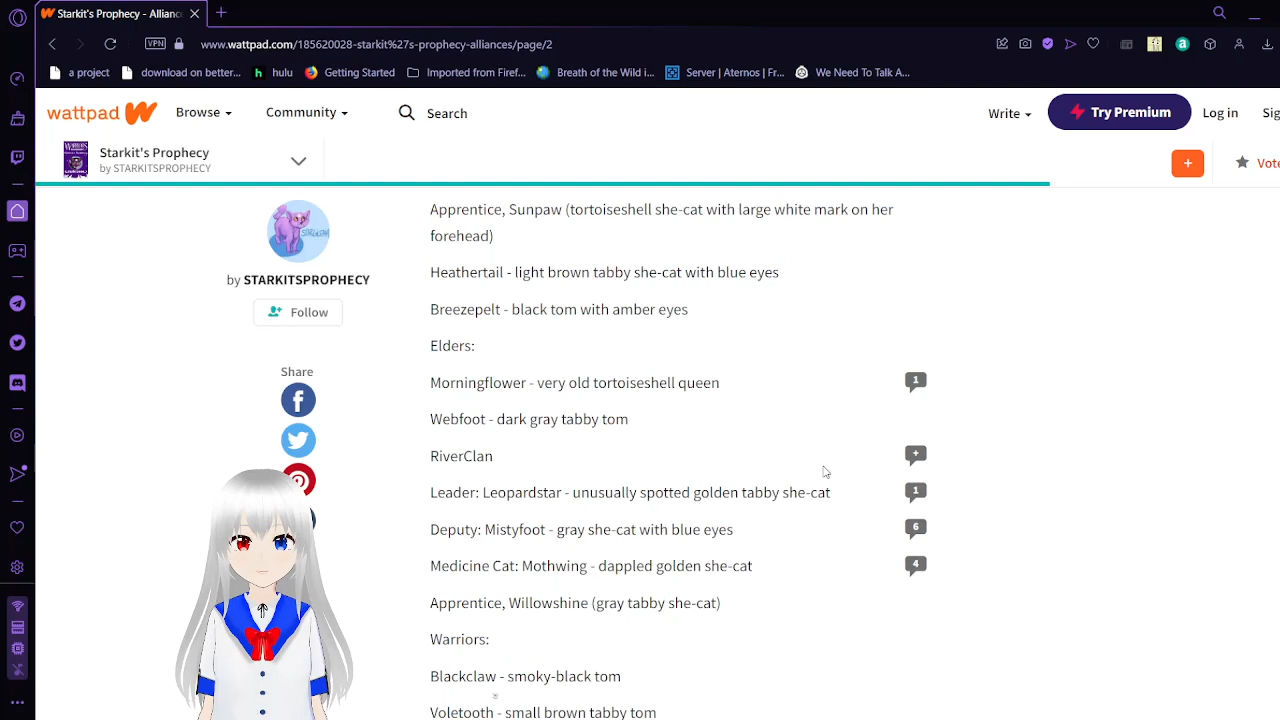 Starkit's Prophecy - Alliance
VPN
www.wattpad.com/185620028-starkit%27s-prophecy-alliances/page/2
a project
download on better...
h
hulu
Getting Started
Imported from Firef...
Breath of the Wild i...
Server | Aternos | Fr...
We Need To Talk A...
wattpad
Browse
Community
Search
Write
Try Premium
Log in
Sig
Starkit's Prophecy
by STARKITSPROPHECY
+
Vote
by STARKITSPROPHECY
Follow
Share
Apprentice, Sunpaw (tortoiseshell she-cat with large white mark on her
forehead)
Heathertail - light brown tabby she-cat with blue eyes
Breezepelt - black tom with amber eyes
Elders:
Morningflower - very old tortoiseshell queen
1
Webfoot - dark gray tabby tom
RiverClan
+
Leader: Leopardstar - unusually spotted golden tabby she-cat
1
Deputy: Mistyfoot - gray she-cat with blue eyes
6
Medicine Cat: Mothwing - dappled golden she-cat
4
Apprentice, Willowshine (gray tabby she-cat)
Warriors:
Blackclaw - smoky-black tom
Voletooth - small brown tabby tom